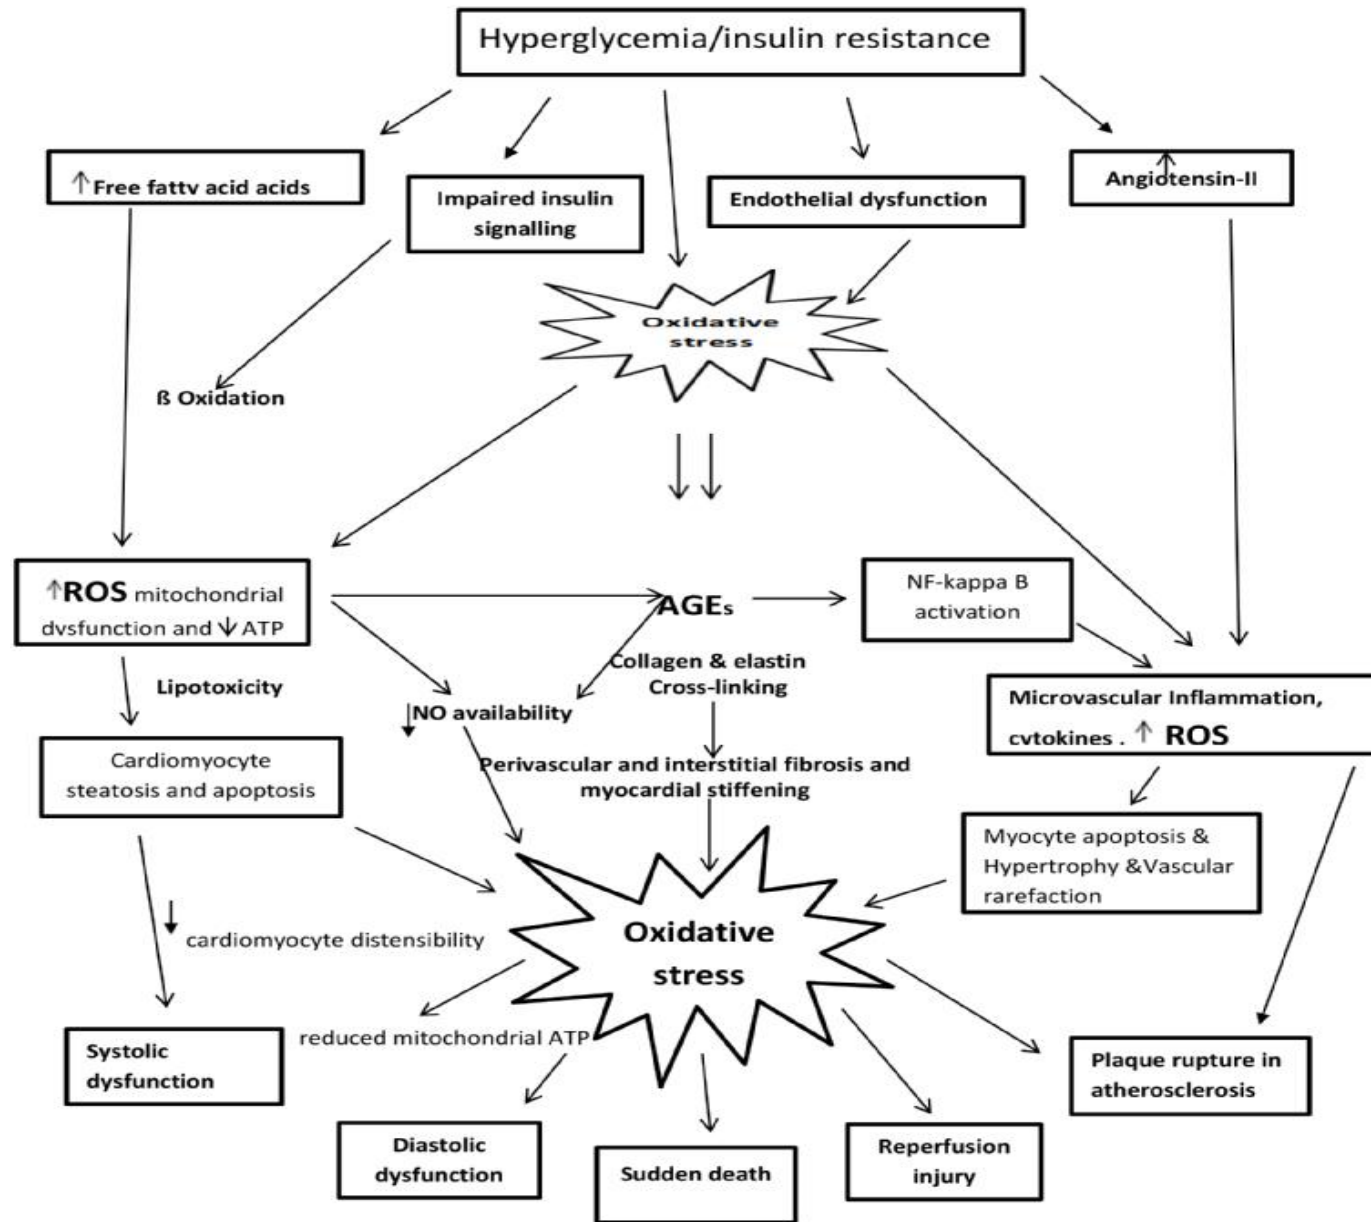 Hyperglycemia/insulin resistance
↑Free fattv acid acids
Impaired insulin
signalling
Endothelial dysfunction
↑
Angiotensin-II
Oxidative
stress
ß Oxidation
↑ROS mitochondrial
dvsfunction and ↓ ATP
AGEs
NF-kappa B
activation
Collagen & elastin
Cross-linking
Lipotoxicity
↓NO availability
Microvascular Inflammation,
cvtokines . ↑ ROS
Cardiomyocyte
steatosis and apoptosis
Perivascular and interstitial fibrosis and
myocardial stiffening
Myocyte apoptosis &
Hypertrophy &Vascular
rarefaction
Oxidative
stress
↓ cardiomyocyte distensibility
reduced mitochondrial ATP
Systolic
dysfunction
Plaque rupture in
atherosclerosis
Diastolic
dysfunction
Sudden death
Reperfusion
injury